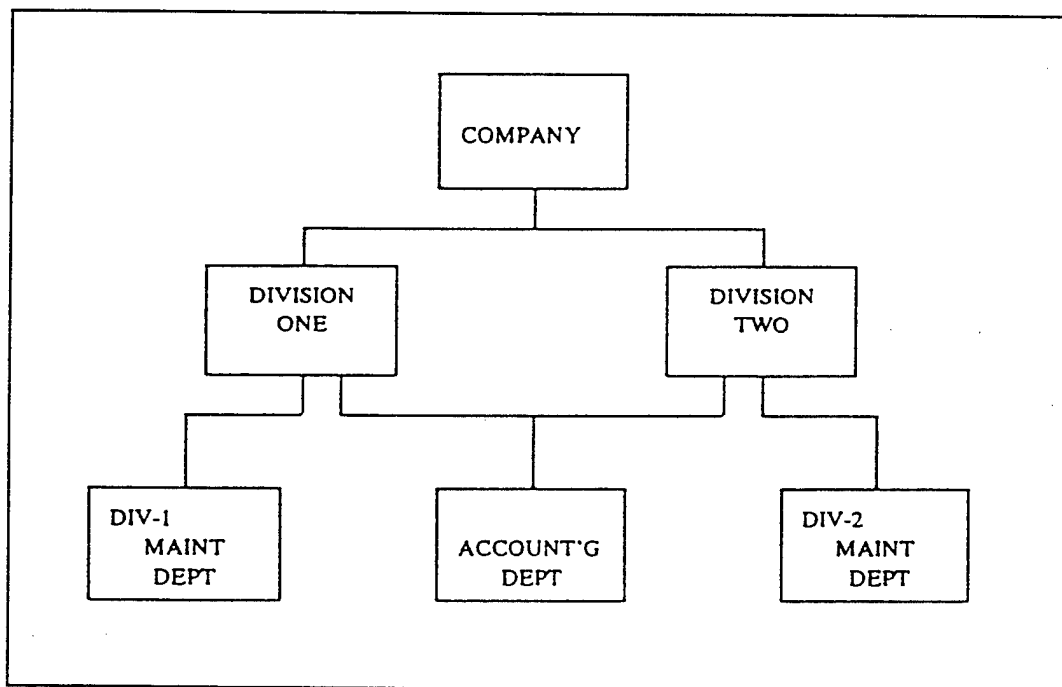 COMPANY
DIVISION
ONE
DIVISION
TWO
DIV-1
MAINT
DEPT
ACCOUNT'G
DEPT
DIV-2
MAINT
DEPT